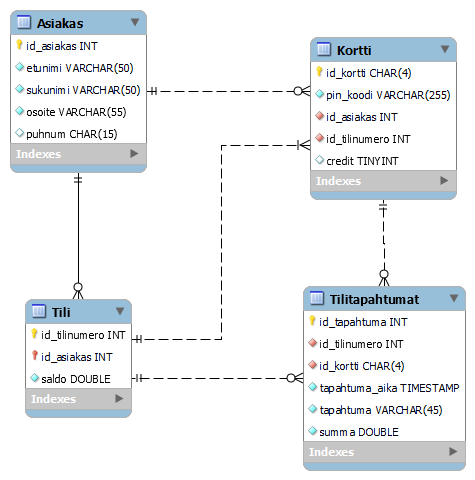 Asiakas
id_asiakas INT
etunimi VARCHAR(50)
sukunimi VARCHAR(50)
osoite VARCHAR(55)
puhnum CHAR(15)
Indexes
Kortti
id_kortti CHAR(4)
pin_koodi VARCHAR(255)
id_asiakas INT
id_tilinumero INT
credit TINYINT
Indexes
Tili
id_tilinumero INT
id_asiakas INT
saldo DOUBLE
Indexes
Tilitapahtumat
id_tapahtuma INT
id_tilinumero INT
id_kortti CHAR(4)
tapahtuma_aika TIMESTAMP
tapahtuma VARCHAR(45)
summa DOUBLE
Indexes